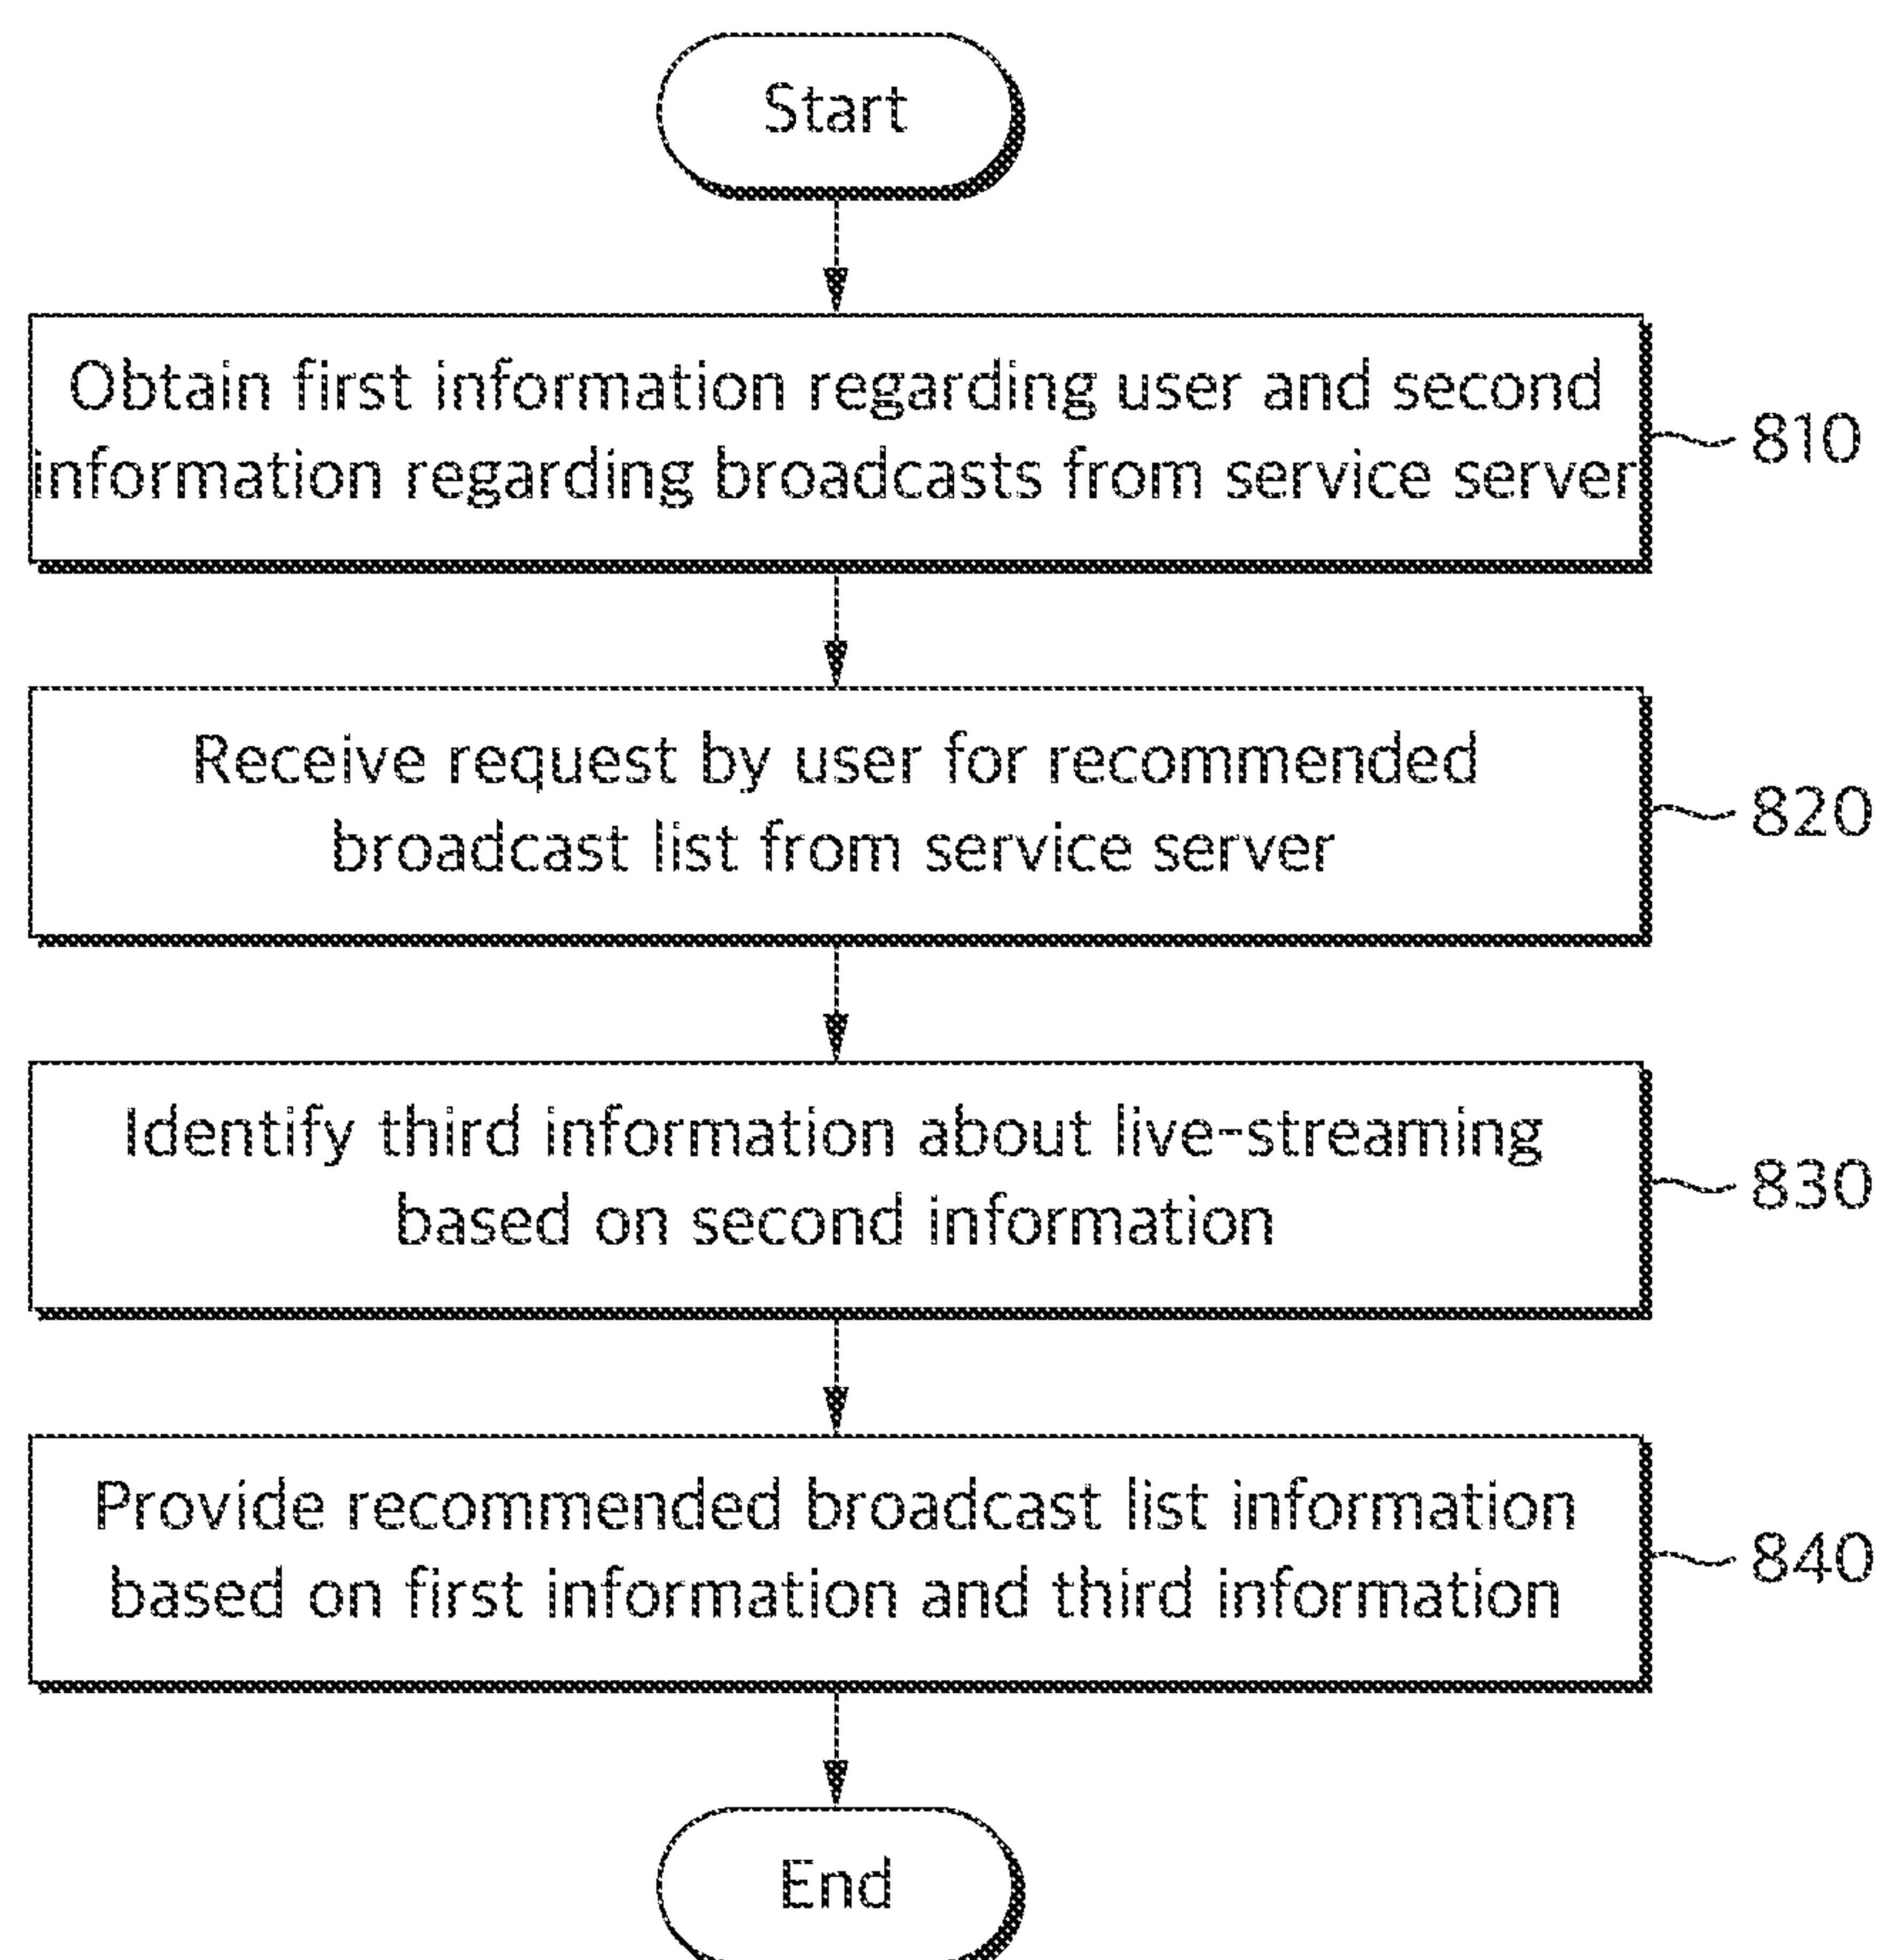 Start
Obtain first information regarding user and second
information regarding broadcasts from service server
810
Receive request by user for recommended
broadcast list from service server
820
Identify third information about live-streaming
based on second information
830
Provide recommended broadcast list information
based on first information and third information
840
End